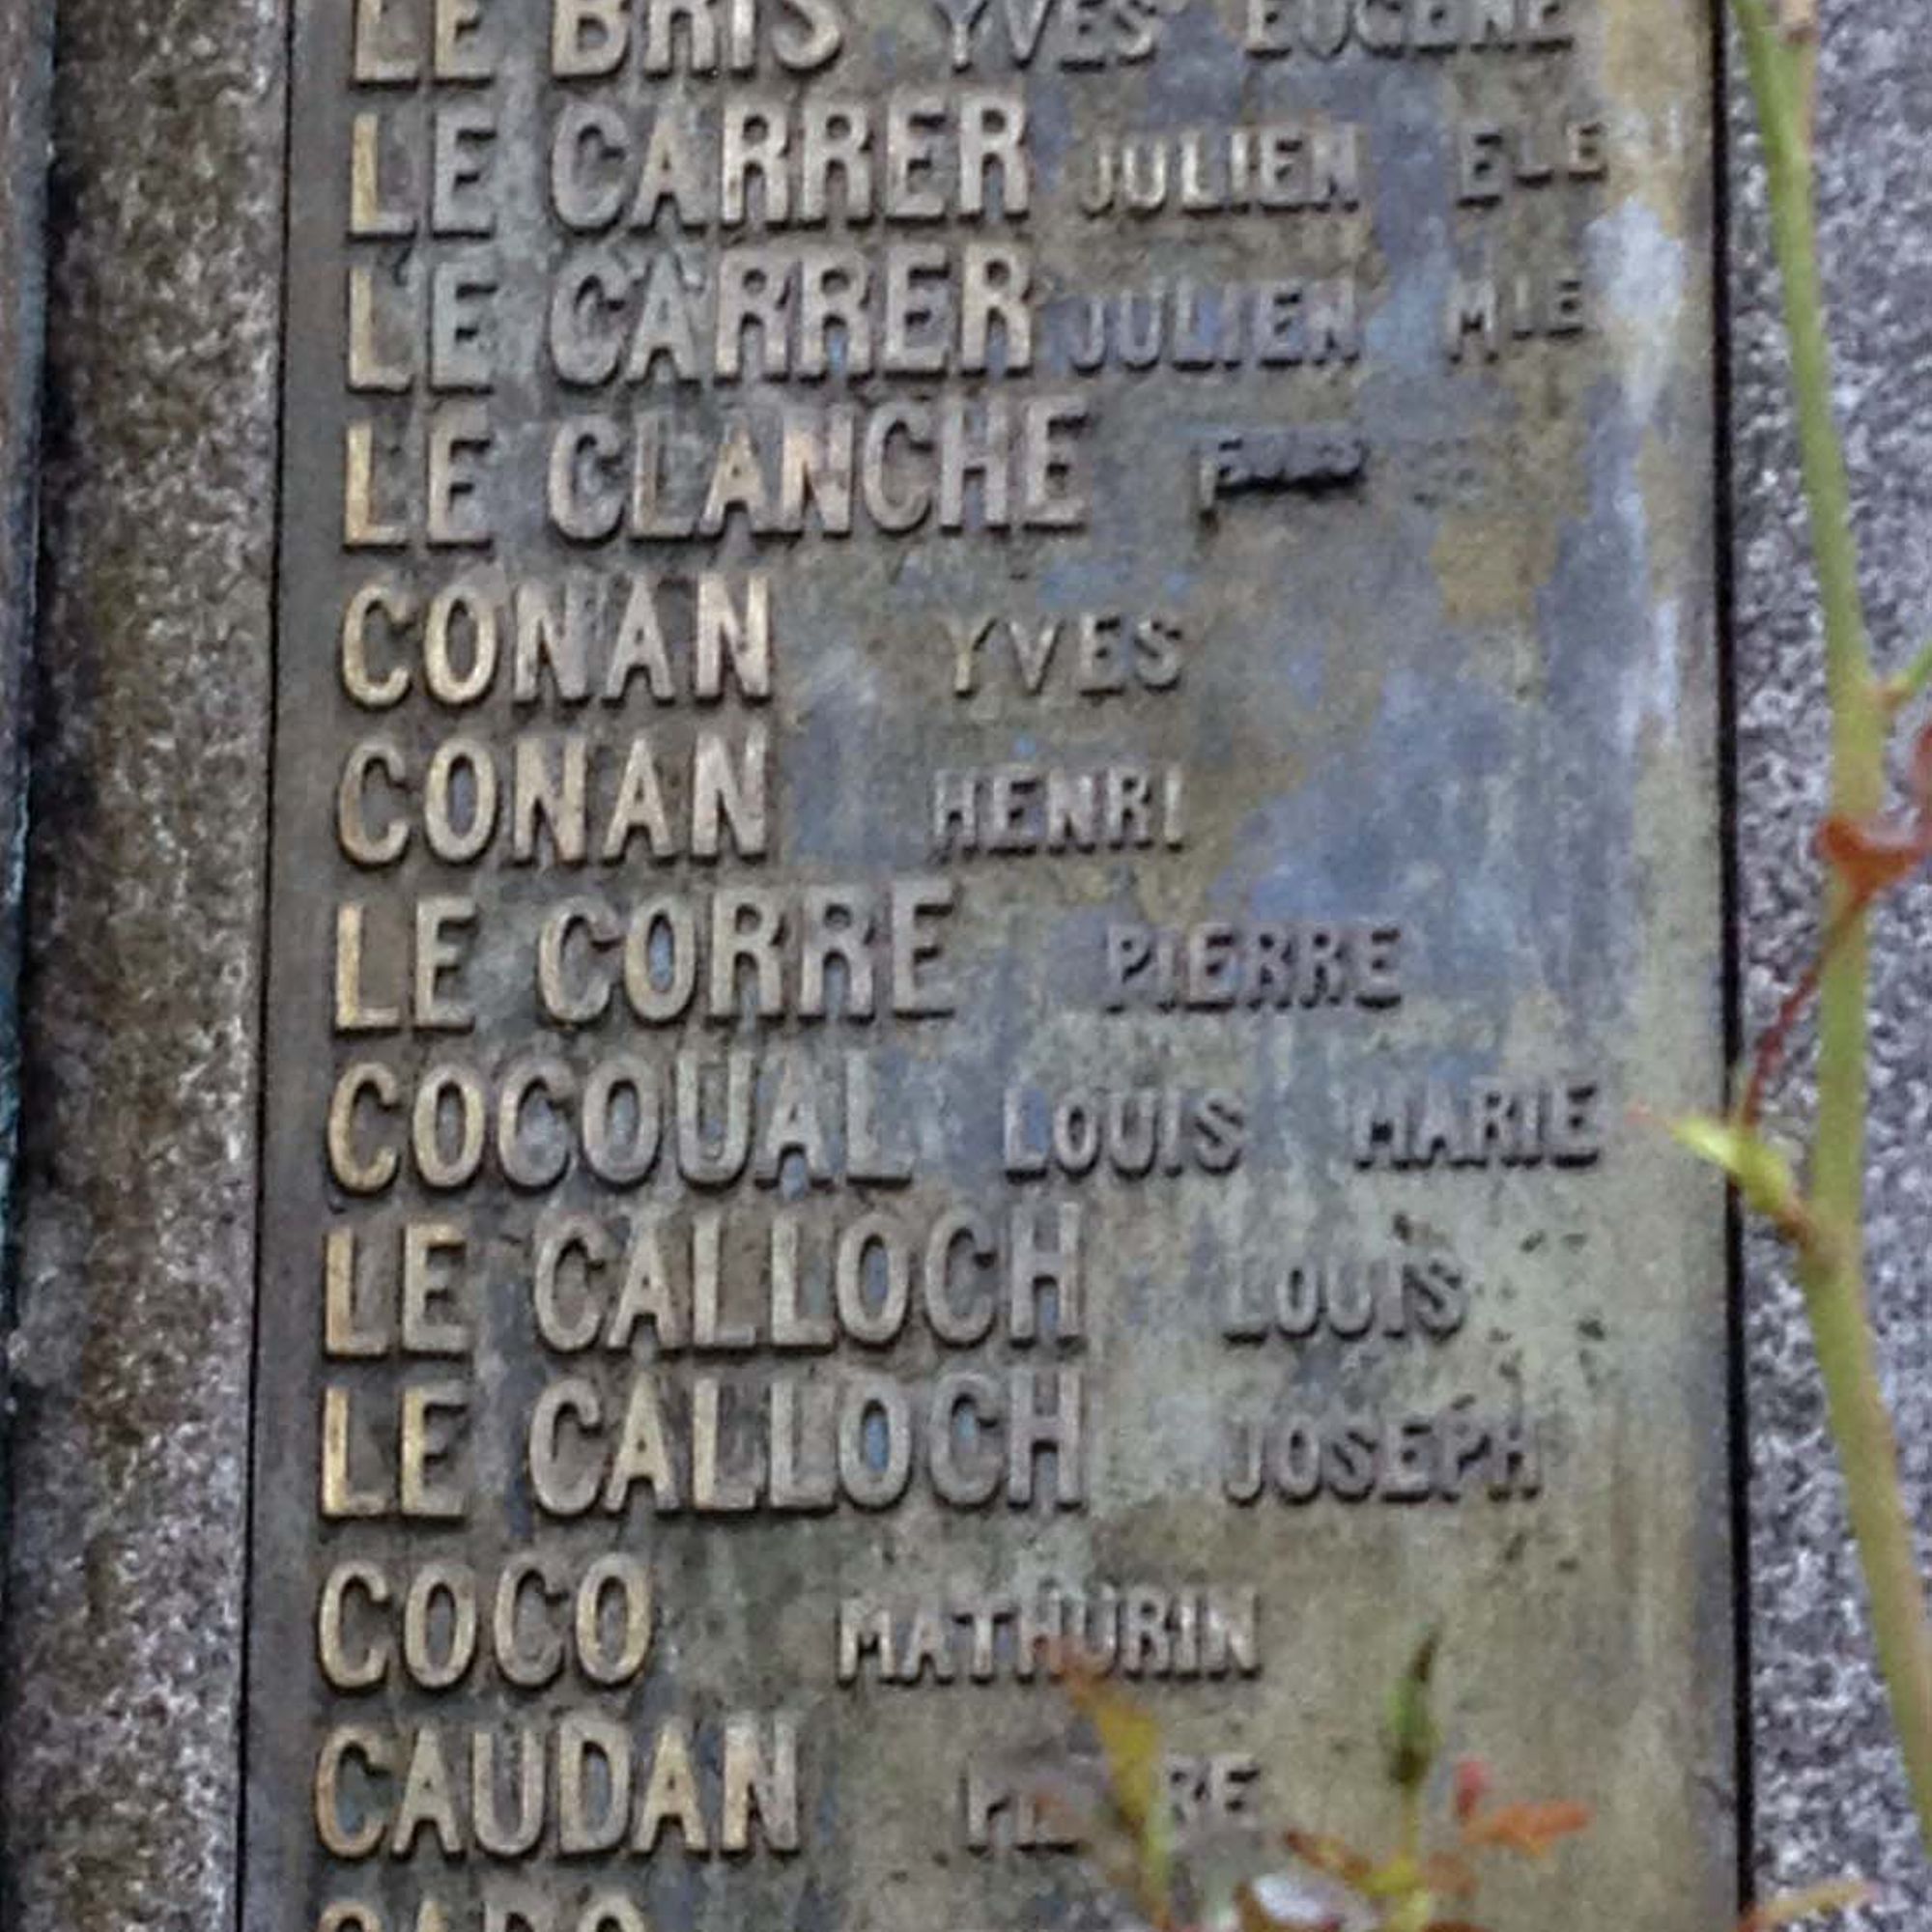 LE BRIS YVES EUGENE
LE CARRER JULIEN ELE
LE CARRER JULIEN MIE
LE CLANCHE
CONAN YVES
CONAN HENRI
LE CORRE PIERRE
COCOUAL LOUIS MARIE
LE CALLOCH LOUIS
LE CALLOCH JOSEPH
COCO MATHURIN
CAUDAN